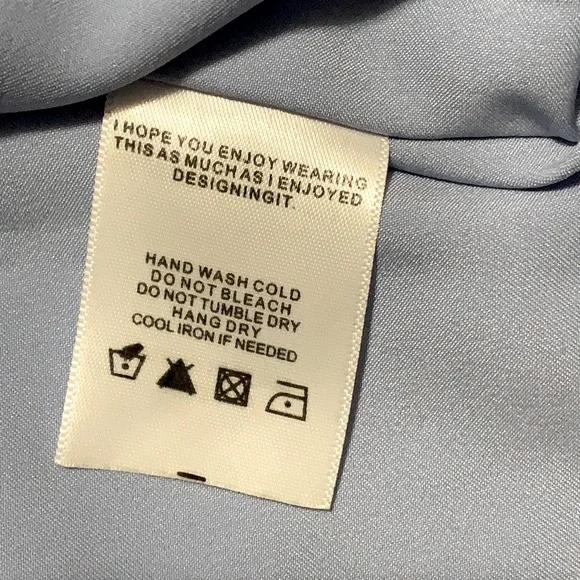 I HOPE YOU ENJOY WEARING
THIS AS MUCH AS I ENJOYED
DESIGNINGIT.
HAND WASH COLD
DO NOT BLEACH
DO NOT TUMBLE DRY
HANG DRY
COOL IRON IF NEEDED